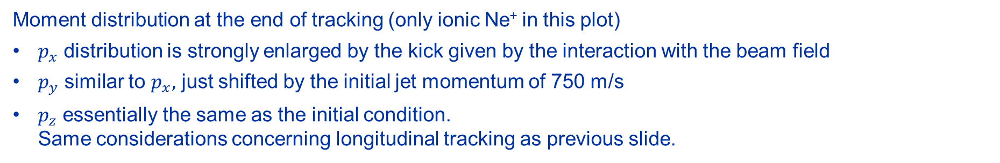 Moment distribution at the end of tracking (only ionic Ne⁺ in this plot)
• pₓ distribution is strongly enlarged by the kick given by the interaction with the beam field
• p_y similar to pₓ, just shifted by the initial jet momentum of 750 m/s
• p_z essentially the same as the initial condition.
Same considerations concerning longitudinal tracking as previous slide.